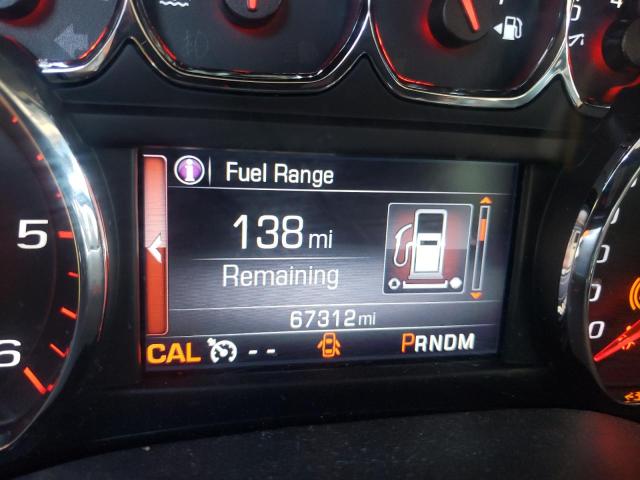 Fuel Range
138 mi
Remaining
67312 mi
CAL -- PRNDM
5
6